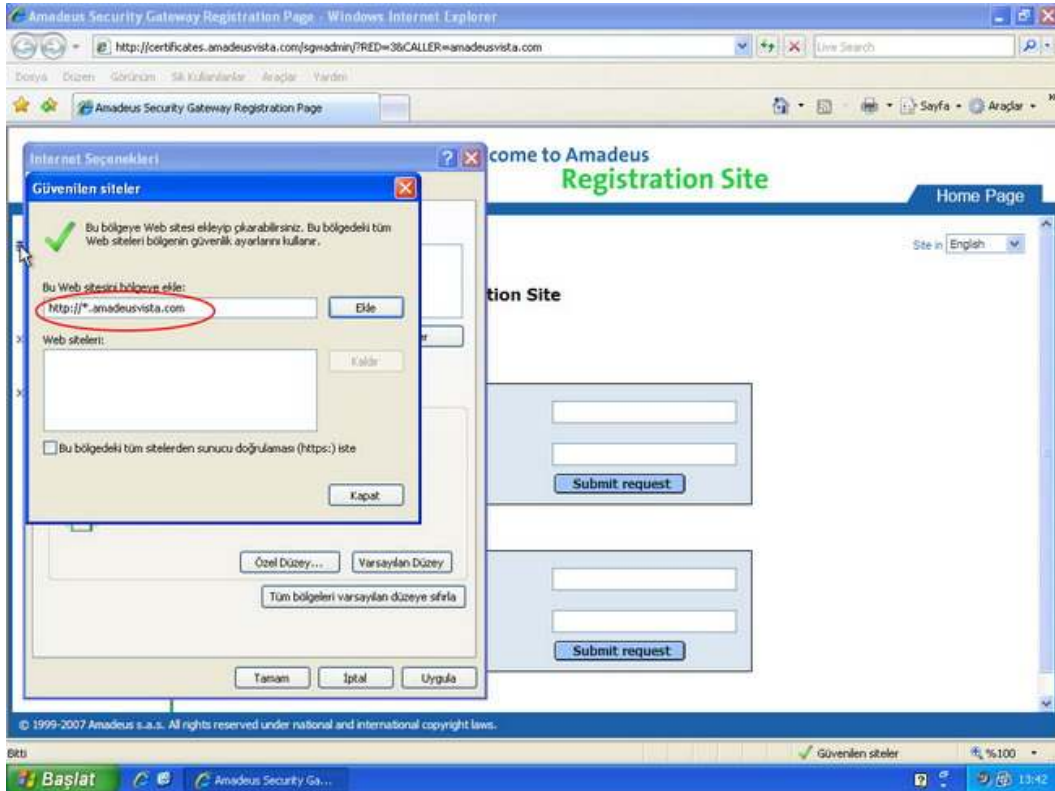 Amadeus Security Gateway Registration Page - Windows Internet Explorer
http://certificates.amadeusvista.com/sgwadmin/?RED=3&CALLER=amadeusvista.com
Live Search
Dosya Düzen Görünüm Sık Kullanılanlar Araçlar Yardım
Amadeus Security Gateway Registration Page
Sayfa
Araçlar
come to Amadeus
Registration Site
Home Page
Site in English
tion Site
Internet Seçenekleri
Güvenilen siteler
Bu bölgeye Web sitesi ekleyip çıkarabilirsiniz. Bu bölgedeki tüm
Web siteleri bölgenin güvenlik ayarlarını kullanır.
Bu Web sitesini bölgeye ekle:
http://*.amadeusvista.com
Ekle
Web siteleri:
Kaldır
Bu bölgedeki tüm sitelerden sunucu doğrulaması (https:) iste
Kapat
Özel Düzey...
Varsayılan Düzey
Tüm bölgeleri varsayılan düzeye sıfırla
Tamam
İptal
Uygula
Submit request
Submit request
© 1999-2007 Amadeus s.a.s. All rights reserved under national and international copyright laws.
Bitti
Güvenilen siteler
%100
Başlat
Amadeus Security Ga...
13:42